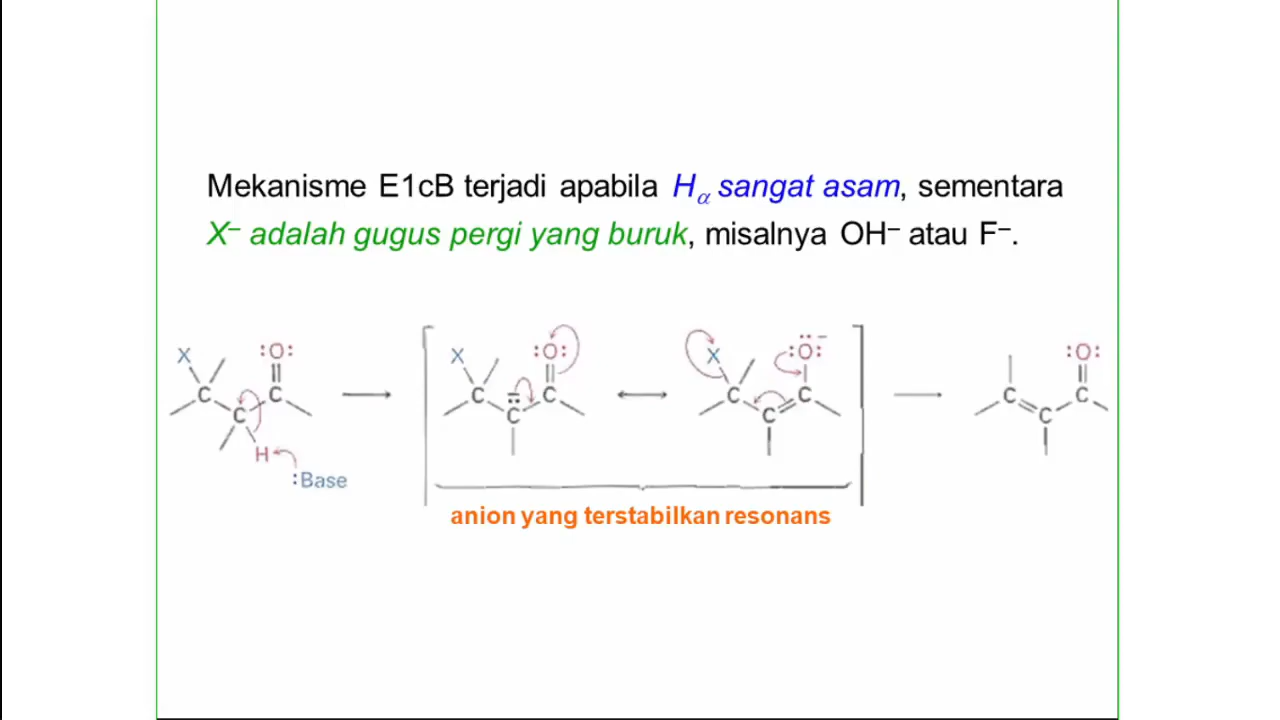 Mekanisme E1cB terjadi apabila Hα sangat asam, sementara
X⁻ adalah gugus pergi yang buruk, misalnya OH⁻ atau F⁻.
X :O: X :O: X :O:⁻ :O:
C C C C C C C C
C C C C
H
:Base
anion yang terstabilkan resonans